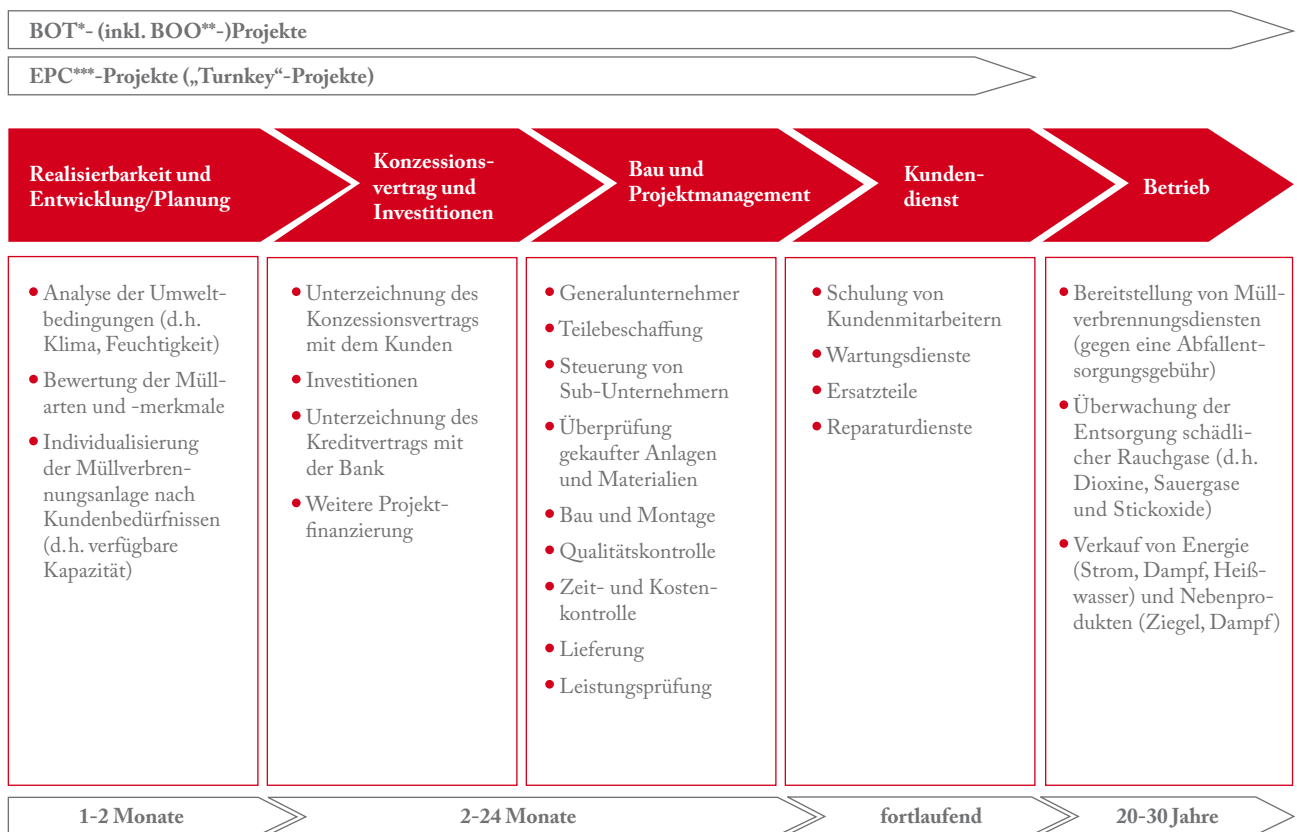 BOT*- (inkl. BOO**-)Projekte
EPC***-Projekte („Turnkey“-Projekte)
Realisierbarkeit und
Entwicklung/Planung
Konzessions-
vertrag und
Investitionen
Bau und
Projektmanagement
Kunden-
dienst
Betrieb
• Analyse der Umwelt-
bedingungen (d.h.
Klima, Feuchtigkeit)
• Bewertung der Müll-
arten und -merkmale
• Individualisierung
der Müllverbren-
nungsanlage nach
Kundenbedürfnissen
(d.h. verfügbare
Kapazität)
• Unterzeichnung des
Konzessionsvertrags
mit dem Kunden
• Investitionen
• Unterzeichnung des
Kreditvertrags mit
der Bank
• Weitere Projekt-
finanzierung
• Generalunternehmer
• Teilebeschaffung
• Steuerung von
Sub-Unternehmern
• Überprüfung
gekaufter Anlagen
und Materialien
• Bau und Montage
• Qualitätskontrolle
• Zeit- und Kosten-
kontrolle
• Lieferung
• Leistungsprüfung
• Schulung von
Kundenmitarbeitern
• Wartungsdienste
• Ersatzteile
• Reparaturdienste
• Bereitstellung von Müll-
verbrennungsdiensten
(gegen eine Abfallent-
sorgungsgebühr)
• Überwachung der
Entsorgung schädli-
cher Rauchgase (d.h.
Dioxine, Sauergase
und Stickoxide)
• Verkauf von Energie
(Strom, Dampf, Heiß-
wasser) und Nebenpro-
dukten (Ziegel, Dampf)
1-2 Monate
2-24 Monate
fortlaufend
20-30 Jahre